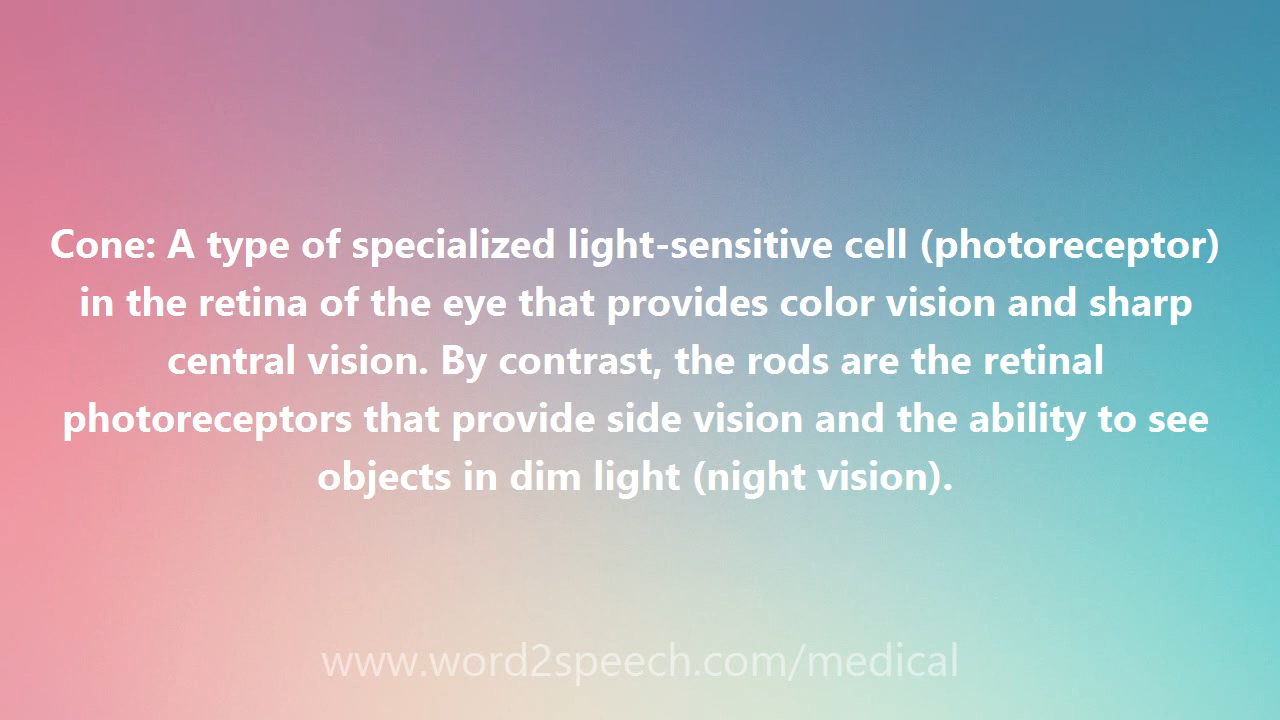 Cone: A type of specialized light-sensitive cell (photoreceptor)
in the retina of the eye that provides color vision and sharp
central vision. By contrast, the rods are the retinal
photoreceptors that provide side vision and the ability to see
objects in dim light (night vision).
www.word2speech.com/medical